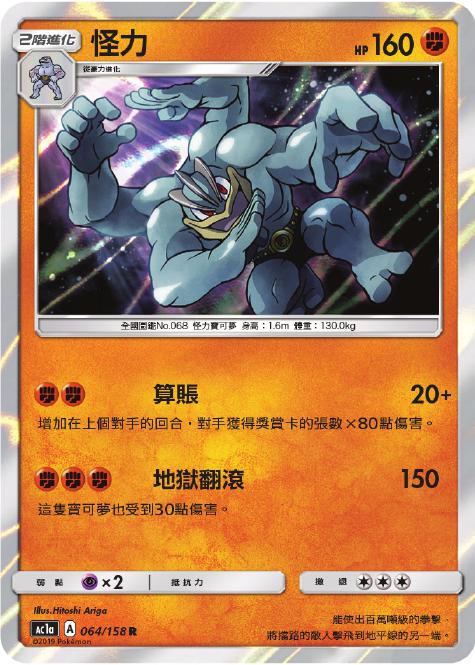 2階進化 怪力 HP 160
從豪力進化
全國圖鑑No.068 怪力寶可夢 身高：1.6m 體重：130.0kg
算賬 20+
增加在上個對手的回合，對手獲得獎賞卡的張數×80點傷害。
地獄翻滾 150
這隻寶可夢也受到30點傷害。
弱點 ×2 抵抗力 撤退
Illus.Hitoshi Ariga
AC1a A 064/158 R
©2019 Pokémon
能使出百萬噸級的拳擊，
將擋路的敵人擊飛到地平線的另一端。